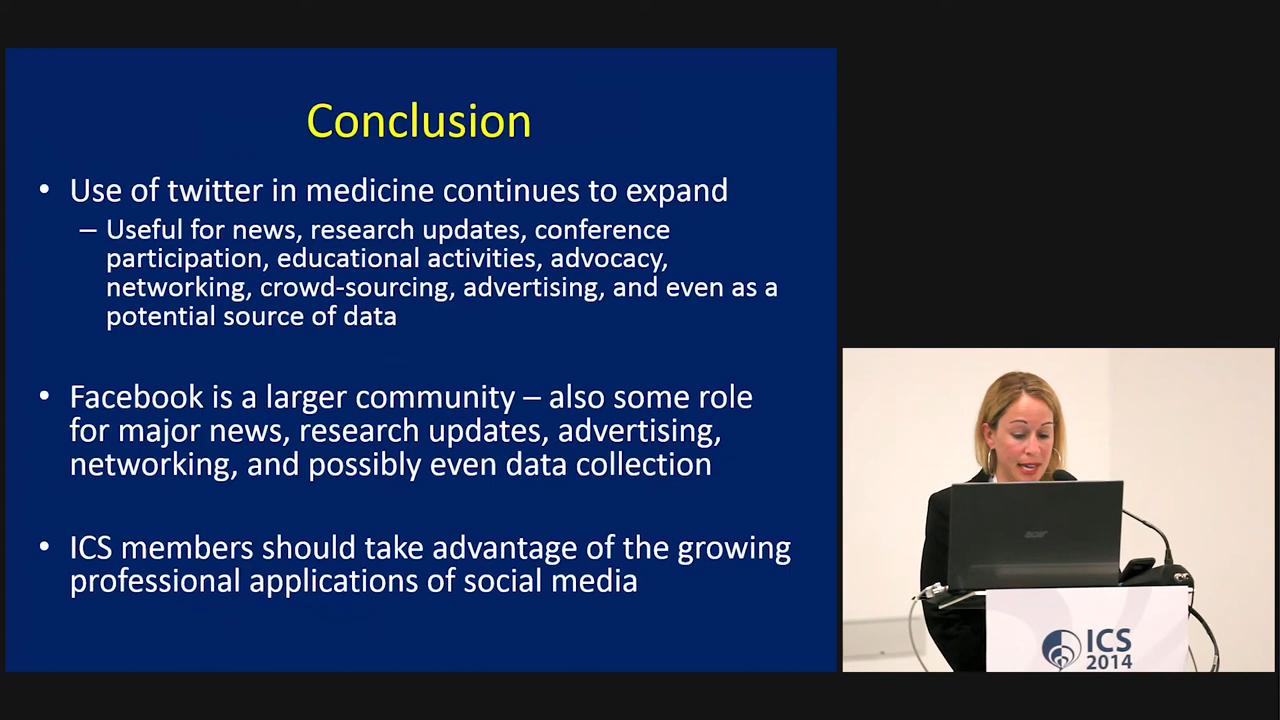 Conclusion
• Use of twitter in medicine continues to expand
– Useful for news, research updates, conference
participation, educational activities, advocacy,
networking, crowd-sourcing, advertising, and even as a
potential source of data
• Facebook is a larger community – also some role
for major news, research updates, advertising,
networking, and possibly even data collection
• ICS members should take advantage of the growing
professional applications of social media
acer
ICS
2014